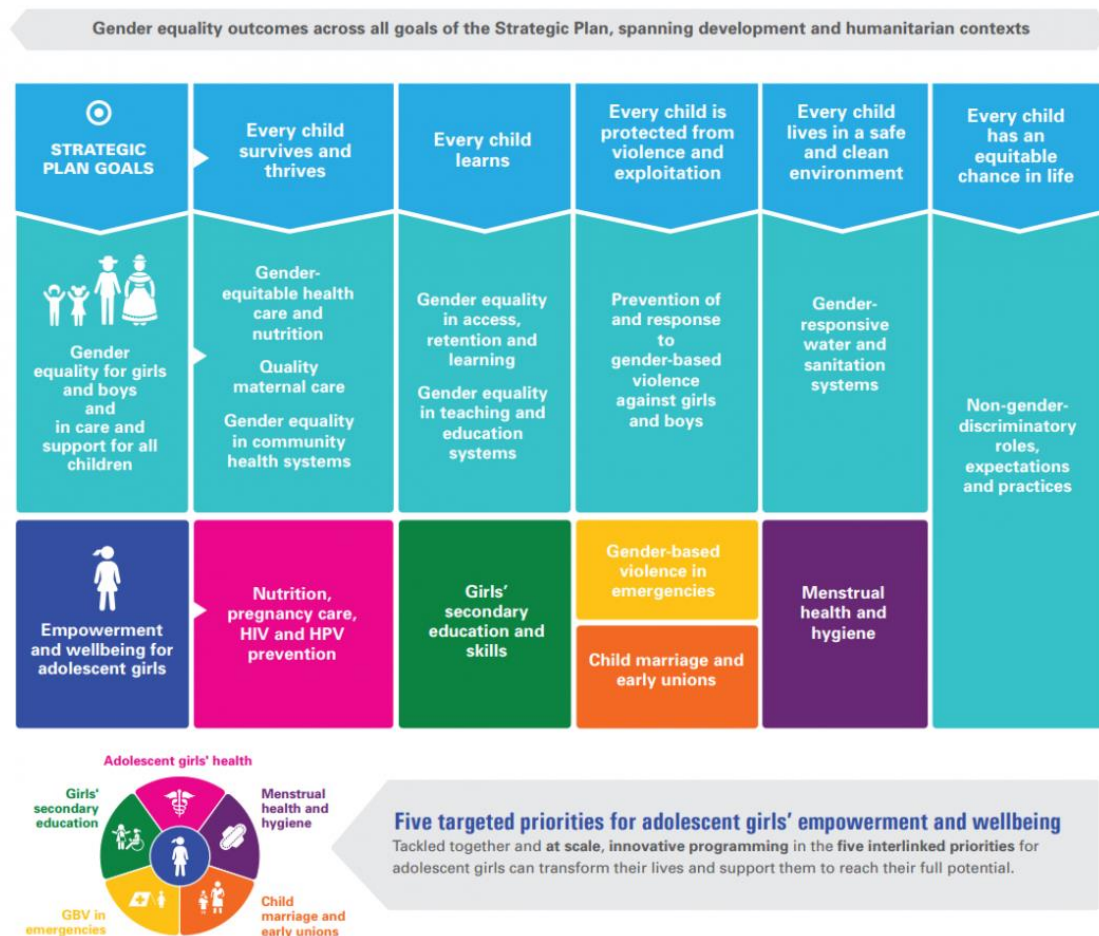 Gender equality outcomes across all goals of the Strategic Plan, spanning development and humanitarian contexts
STRATEGIC
PLAN GOALS
Every child
survives and
thrives
Every child
learns
Every child is
protected from
violence and
exploitation
Every child
lives in a safe
and clean
environment
Every child
has an
equitable
chance in life
Gender
equality for girls
and boys
and
in care and
support for all
children
Gender-
equitable health
care and
nutrition
Quality
maternal care
Gender equality
in community
health systems
Gender equality
in access,
retention and
learning
Gender equality
in teaching and
education
systems
Prevention of
and response
to
gender-based
violence
against girls
and boys
Gender-
responsive
water and
sanitation
systems
Non-gender-
discriminatory
roles,
expectations
and practices
Empowerment
and wellbeing for
adolescent girls
Nutrition,
pregnancy care,
HIV and HPV
prevention
Girls'
secondary
education and
skills
Gender-based
violence in
emergencies
Child marriage and
early unions
Menstrual
health and
hygiene
Adolescent girls' health
Girls'
secondary
education
Menstrual
health and
hygiene
GBV in
emergencies
Child
marriage and
early unions
Five targeted priorities for adolescent girls' empowerment and wellbeing
Tackled together and at scale, innovative programming in the five interlinked priorities for
adolescent girls can transform their lives and support them to reach their full potential.